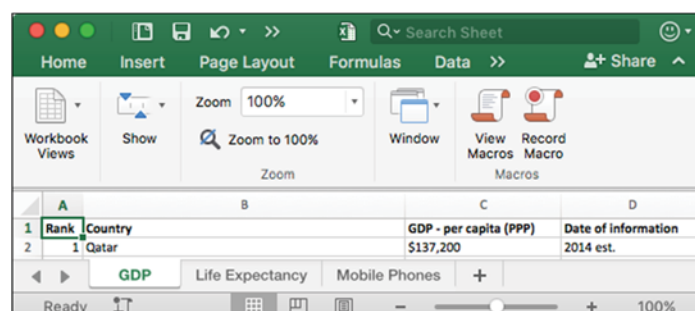 Search Sheet
Home Insert Page Layout Formulas Data >> Share
Zoom 100%
Workbook Views
Show
Zoom to 100%
Window
View Macros
Record Macro
Zoom
Macros
A B C D
1 Rank Country GDP - per capita (PPP) Date of information
2 1 Qatar $137,200 2014 est.
GDP Life Expectancy Mobile Phones +
Ready 100%